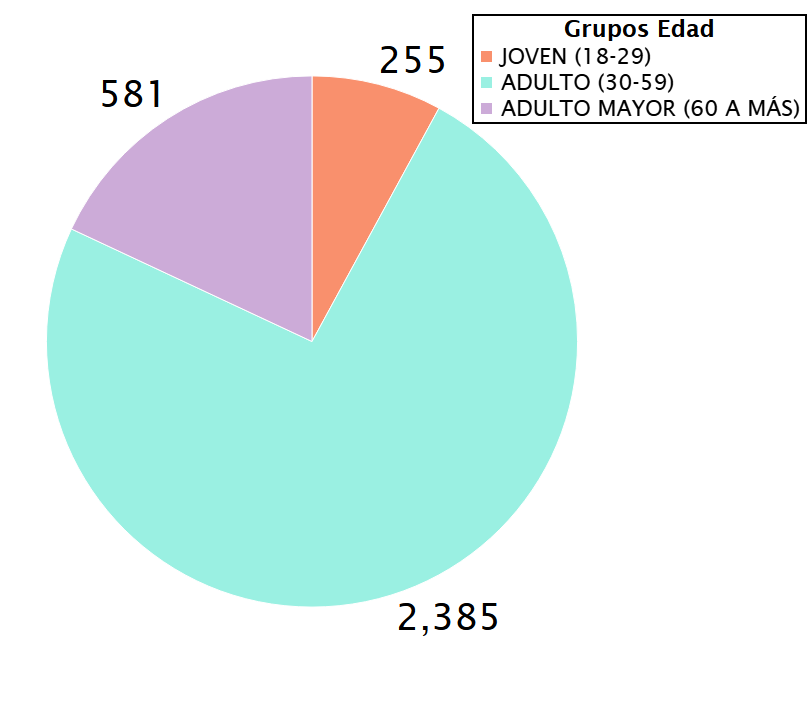 Grupos Edad
JOVEN (18-29)
ADULTO (30-59)
ADULTO MAYOR (60 A MÁS)
255
581
2,385